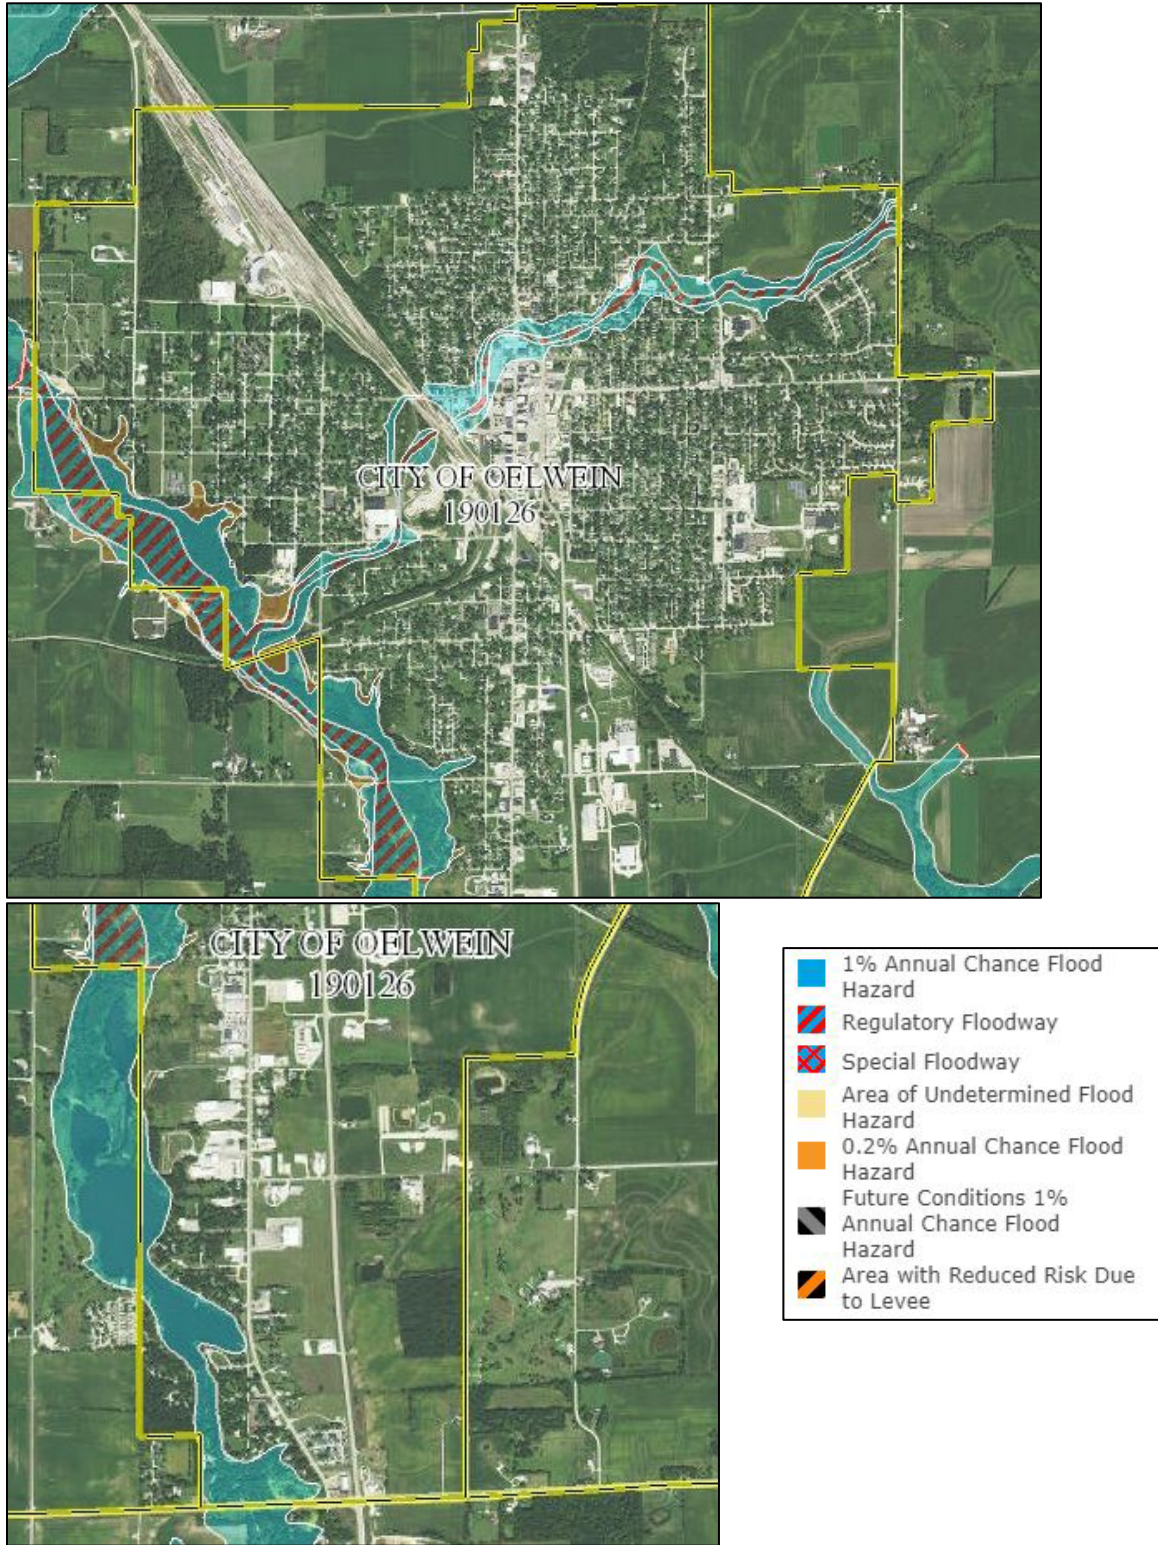 CITY OF OELWEIN
190126
CITY OF OELWEIN
190126
1% Annual Chance Flood
Hazard
Regulatory Floodway
Special Floodway
Area of Undetermined Flood
Hazard
0.2% Annual Chance Flood
Hazard
Future Conditions 1%
Annual Chance Flood
Hazard
Area with Reduced Risk Due
to Levee